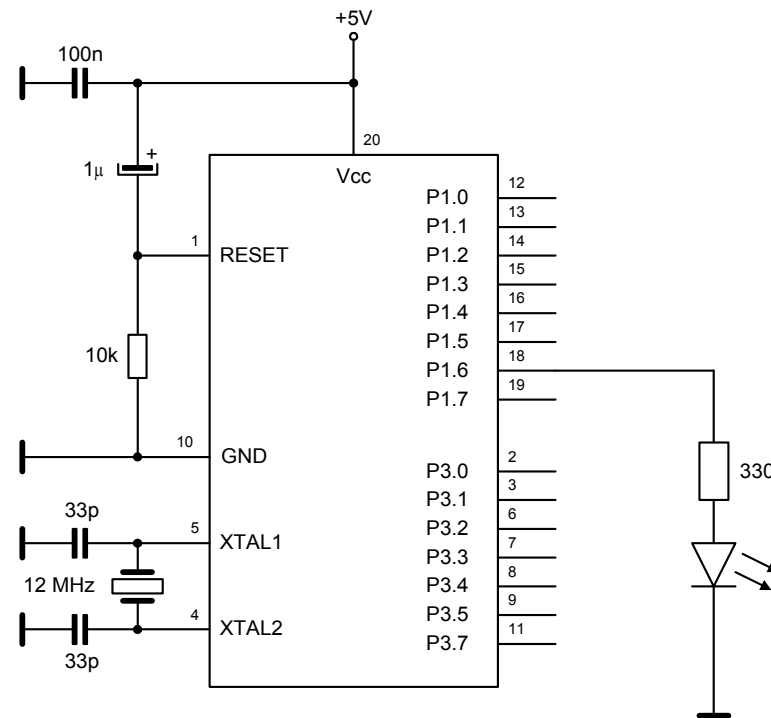 +5V
100n
20
1µ
+
Vcc
P1.0
12
P1.1
13
1
RESET
P1.2
14
P1.3
15
P1.4
16
P1.5
17
10k
P1.6
18
P1.7
19
10
GND
P3.0
2
330
P3.1
3
33p
5
XTAL1
P3.2
6
P3.3
7
12 MHz
P3.4
8
P3.5
9
4
XTAL2
P3.7
11
33p